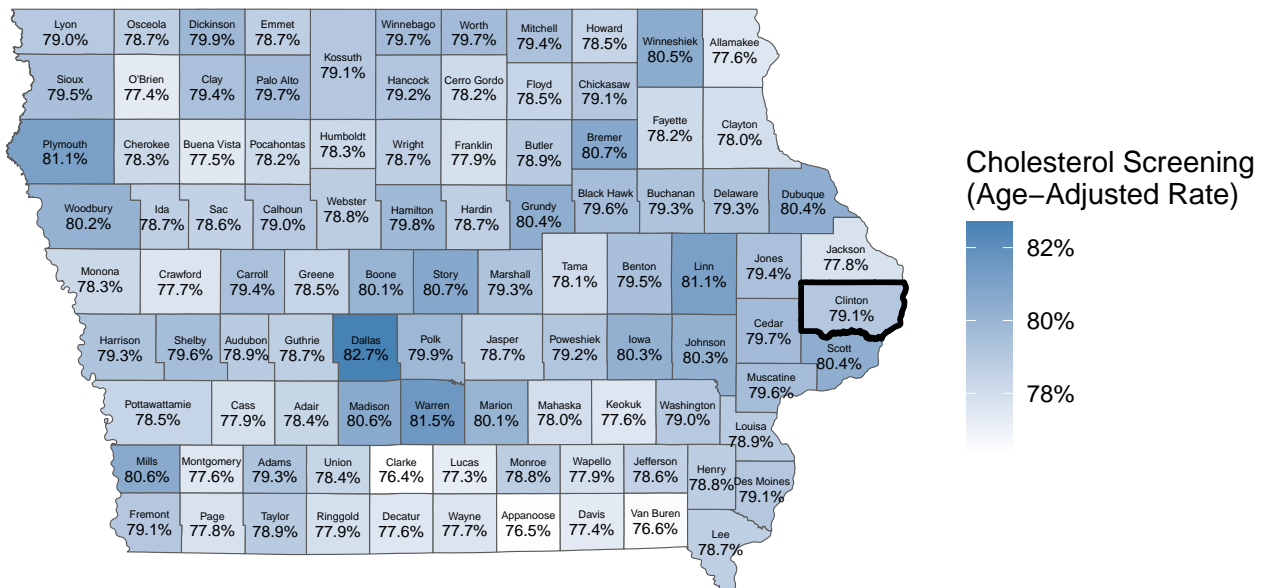 Lyon
79.0%
Osceola
78.7%
Dickinson
79.9%
Emmet
78.7%
Kossuth
79.1%
Winnebago
79.7%
Worth
79.7%
Mitchell
79.4%
Howard
78.5%
Winneshiek
80.5%
Allamakee
77.6%
Sioux
79.5%
O'Brien
77.4%
Clay
79.4%
Palo Alto
79.7%
Hancock
79.2%
Cerro Gordo
78.2%
Floyd
78.5%
Chickasaw
79.1%
Fayette
78.2%
Clayton
78.0%
Plymouth
81.1%
Cherokee
78.3%
Buena Vista
77.5%
Pocahontas
78.2%
Humboldt
78.3%
Wright
78.7%
Franklin
77.9%
Butler
78.9%
Bremer
80.7%
Woodbury
80.2%
Ida
78.7%
Sac
78.6%
Calhoun
79.0%
Webster
78.8%
Hamilton
79.8%
Hardin
78.7%
Grundy
80.4%
Black Hawk
79.6%
Buchanan
79.3%
Delaware
79.3%
Dubuque
80.4%
Monona
78.3%
Crawford
77.7%
Carroll
79.4%
Greene
78.5%
Boone
80.1%
Story
80.7%
Marshall
79.3%
Tama
78.1%
Benton
79.5%
Linn
81.1%
Jones
79.4%
Jackson
77.8%
Clinton
79.1%
Harrison
79.3%
Shelby
79.6%
Audubon
78.9%
Guthrie
78.7%
Dallas
82.7%
Polk
79.9%
Jasper
78.7%
Poweshiek
79.2%
Iowa
80.3%
Johnson
80.3%
Cedar
79.7%
Scott
80.4%
Muscatine
79.6%
Pottawattamie
78.5%
Cass
77.9%
Adair
78.4%
Madison
80.6%
Warren
81.5%
Marion
80.1%
Mahaska
78.0%
Keokuk
77.6%
Washington
79.0%
Louisa
78.9%
Mills
80.6%
Montgomery
77.6%
Adams
79.3%
Union
78.4%
Clarke
76.4%
Lucas
77.3%
Monroe
78.8%
Wapello
77.9%
Jefferson
78.6%
Henry
78.8%
Des Moines
79.1%
Fremont
79.1%
Page
77.8%
Taylor
78.9%
Ringgold
77.9%
Decatur
77.6%
Wayne
77.7%
Appanoose
76.5%
Davis
77.4%
Van Buren
76.6%
Lee
78.7%
Cholesterol Screening
(Age−Adjusted Rate)
82%
80%
78%